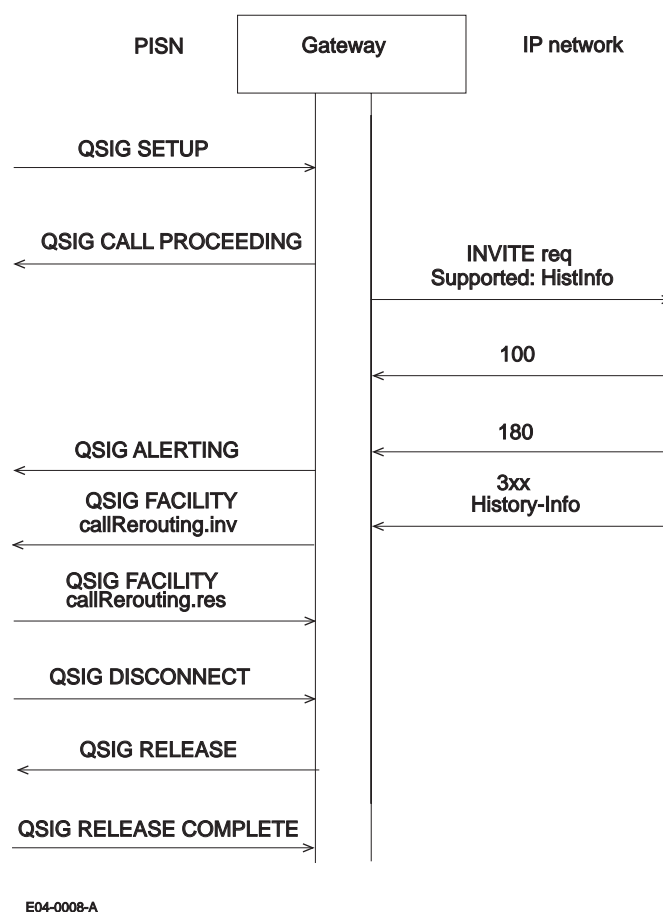 PISN
Gateway
IP network
QSIG SETUP
QSIG CALL PROCEEDING
INVITE req
Supported: HistInfo
100
180
QSIG ALERTING
3xx
History-Info
QSIG FACILITY
callRerouting.inv
QSIG FACILITY
callRerouting.res
QSIG DISCONNECT
QSIG RELEASE
QSIG RELEASE COMPLETE
E04-0008-A